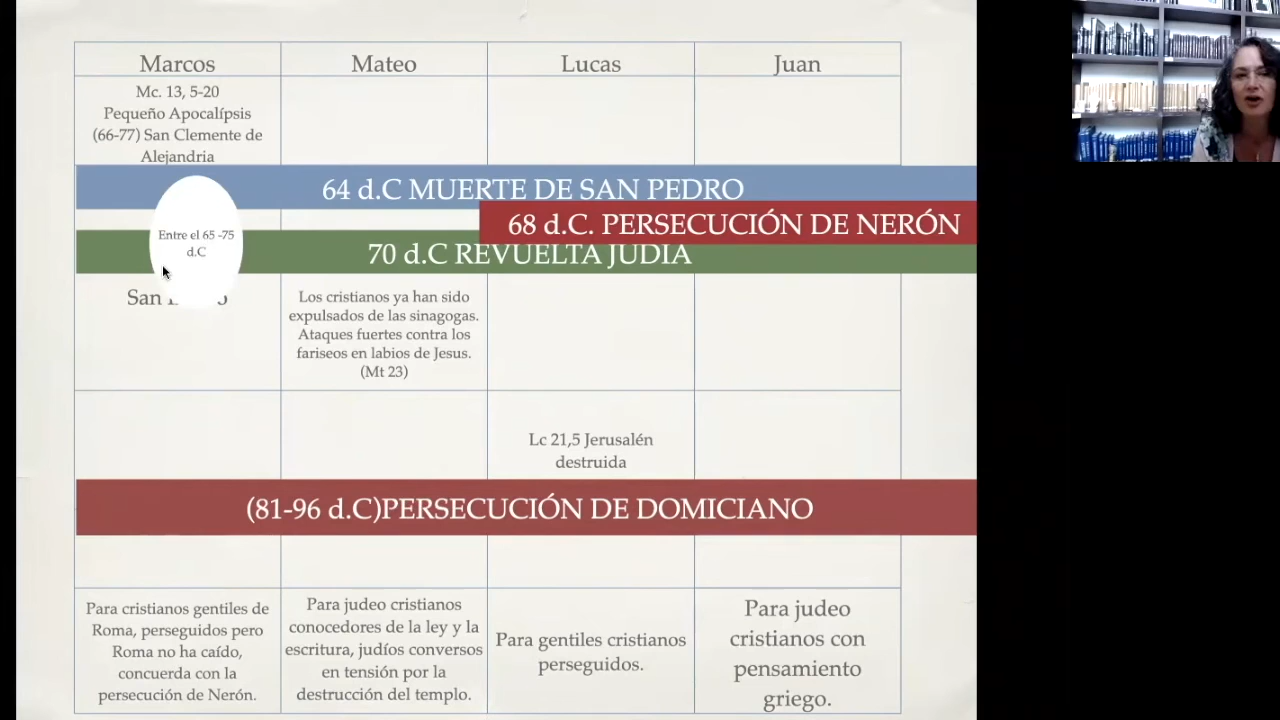 Marcos
Mateo
Lucas
Juan
Mc. 13, 5-20
Pequeño Apocalípsis
(66-77) San Clemente de
Alejandria
64 d.C MUERTE DE SAN PEDRO
68 d.C. PERSECUCIÓN DE NERÓN
Entre el 65 -75
d.C
70 d.C REVUELTA JUDIA
San
Los cristianos ya han sido
expulsados de las sinagogas.
Ataques fuertes contra los
fariseos en labios de Jesus.
(Mt 23)
Lc 21,5 Jerusalén
destruida
(81-96 d.C)PERSECUCIÓN DE DOMICIANO
Para cristianos gentiles de
Roma, perseguidos pero
Roma no ha caído,
concuerda con la
persecución de Nerón.
Para judeo cristianos
conocedores de la ley y la
escritura, judíos conversos
en tensión por la
destrucción del templo.
Para gentiles cristianos
perseguidos.
Para judeo
cristianos con
pensamiento
griego.